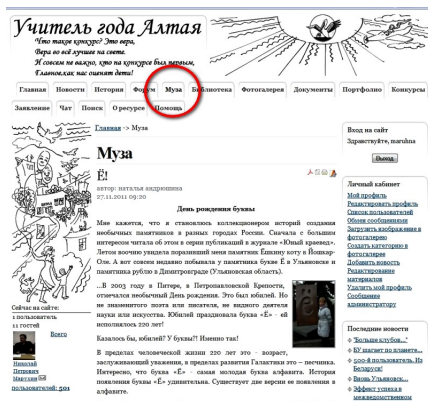 Учитель года Алтая
Что такое конкурс? Это вера,
Вера во всё лучшее на свете.
И совсем не важно, кто на конкурсе был первым,
Главное, как нас оценят дети!
Главная Новости История Форум Муза Библиотека Фотогалерея Документы Портфолио Конкурсы
Заявление Чат Поиск О ресурсе Помощь
Главная -> Муза
Муза
Ё!
автор: наталья андрюшина
27.11.2011 09:20
День рождения буквы
Мне кажется, что я становлюсь коллекционером историй создания
необычных памятников в разных городах России. Сначала с большим
интересом читала об этом в серии публикаций в журнале «Юный краевед».
Летом воочию увидела поразивший меня памятник Ёшкину коту в Йошкар-
Оле. А вот совсем недавно побывала у памятника букве Ё в Ульяновске и
памятника рублю в Димитровграде (Ульяновская область).
...В 2003 году в Питере, в Петропавловской Крепости,
отмечался необычный День рождения. Это был юбилей. Но
не знаменитого поэта или писателя, не видного деятеля
науки или искусства. Юбилей праздновала буква «Ё» - ей
исполнялось 220 лет!
Казалось бы, юбилей? У буквы?! Именно так!
В пределах человеческой жизни 220 лет это - возраст,
заслуживающий уважения, в пределах развития Галактики это – песчинка.
Интересно, что буква «Ё» - самая молодая буква алфавита. История
появления буквы «Ё» удивительна. Существует две версии ее появления в
алфавите.
Сейчас на сайте:
1 пользователь
11 гостей
Всего
Николай
Петрович
пользователей: 501
Вход на сайт
Здравствуйте, maruhna
Выход
Личный кабинет
Мой профиль
Редактировать профиль
Список пользователей
Обмен сообщениями
Загрузить изображение в
фотогалерею
Создать категорию в
фотогалерее
Добавить новость
Редактирование
материалов
Удалить мой профиль
Сообщение
администратору
Последние новости
"Больше клубов..."
БУ шагает по планете...
500-й пользователь. Из
Беларуси!
Вновь Ульяновск...
Эффект успеха в
межведомственном